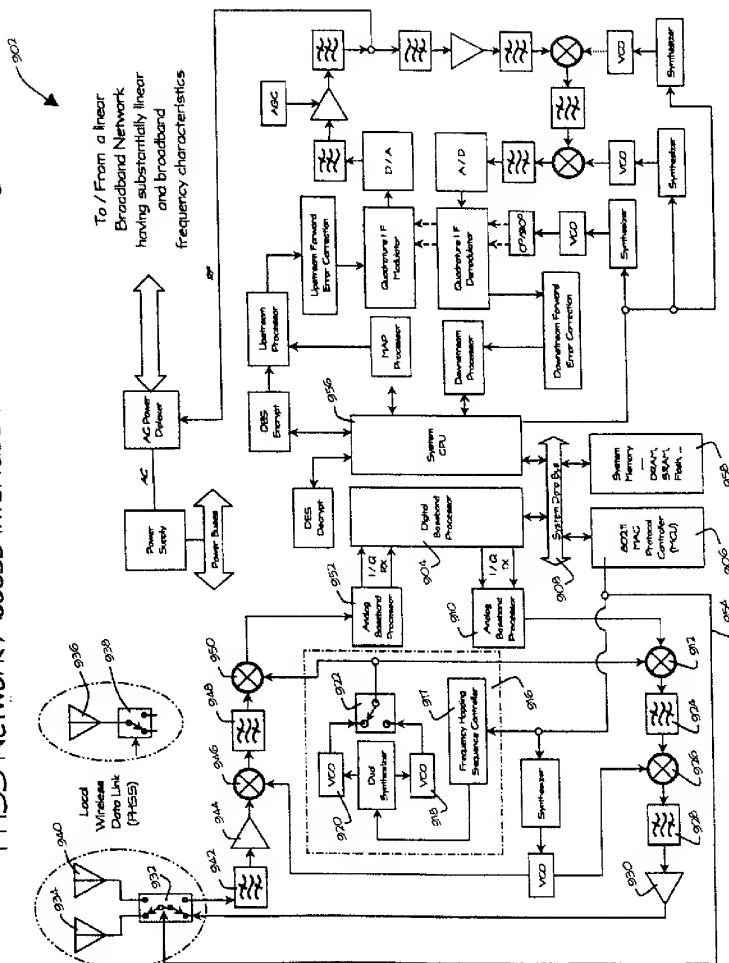 902
To / From a linear
Broadband Network
having substantially linear
and broadband
frequency characteristics
RF
AC Power
Deplexer
AC
Power
Supply
Power Buses
936
938
Local
Wireless
Data Link
(FHSS)
940
934
932
942
944
946
948
950
AGC
D/A
A/D
VCO
Synthesizer
VCO
Synthesizer
Upstream Forward
Error Correction
Quadrature IF
Modulator
Quadrature IF
Demodulator
VCO
Synthesizer
Upstream
Processor
MAP
Processor
Downstream
Processor
Downstream Forward
Error Correction
DES
Encrypt
956
System
CPU
DES
Decrypt
Digital
Baseband
Processor
904
System Data Bus
908
System
Memory
DRAM,
SRAM,
Flash ...
958
802.11
MAC
Protocol
Controller
(MCU)
906
954
I/Q
RX
I/Q
TX
952
Analog
Baseband
Processor
910
Analog
Baseband
Processor
922
VCO
920
Dual
Synthesizer
VCO
918
917
Frequency Hopping
Sequence Controller
916
Synthesizer
VCO
912
924
926
928
930